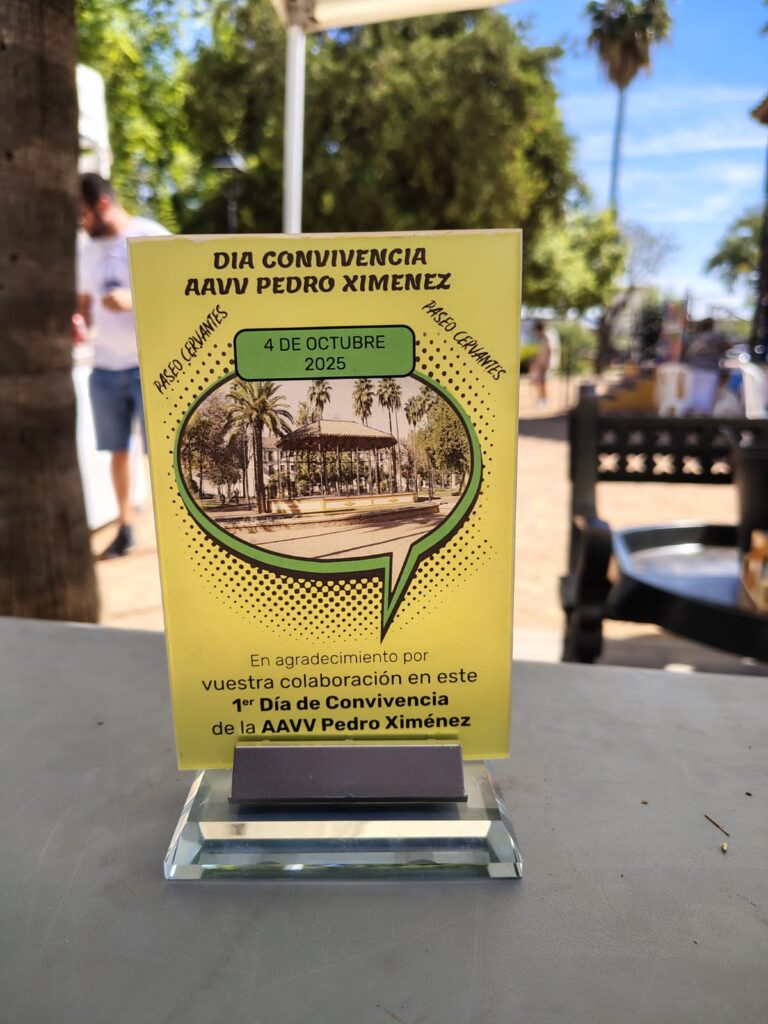 DIA CONVIVENCIA
AAVV PEDRO XIMENEZ
PASEO CERVANTES
PASEO CERVANTES
4 DE OCTUBRE
2025
En agradecimiento por
vuestra colaboración en este
1er Día de Convivencia
de la AAVV Pedro Ximénez